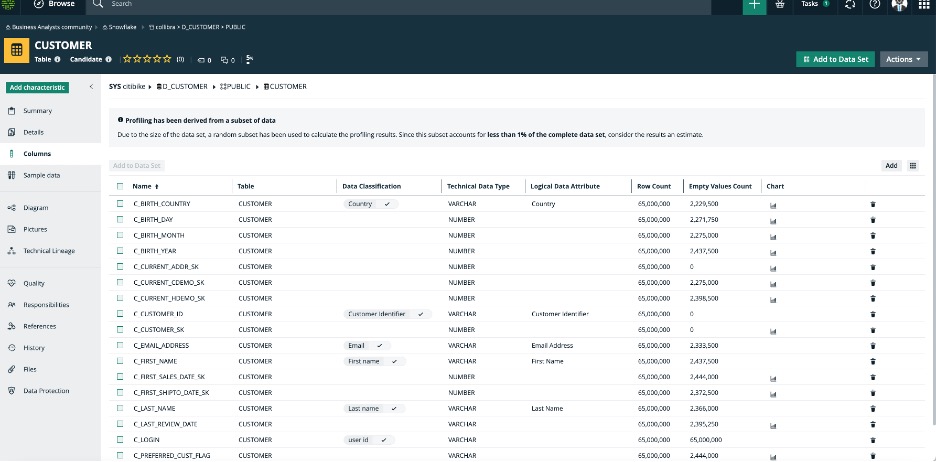 Browse Search Tasks 1
Business Analysts community > Snowflake > collibra > D_CUSTOMER > PUBLIC
CUSTOMER
Table Candidate (0) 0 0
Add to Data Set Actions
Add characteristic
SYS citibike D_CUSTOMER PUBLIC CUSTOMER
Summary
Details
Columns
Sample data
Diagram
Pictures
Technical Lineage
Quality
Responsibilities
References
History
Files
Data Protection
Profiling has been derived from a subset of data
Due to the size of the data set, a random subset has been used to calculate the profiling results. Since this subset accounts for less than 1% of the complete data set, consider the results an estimate.
Add to Data Set Add
Name Table Data Classification Technical Data Type Logical Data Attribute Row Count Empty Values Count Chart
C_BIRTH_COUNTRY CUSTOMER Country VARCHAR Country 65,000,000 2,229,500
C_BIRTH_DAY CUSTOMER NUMBER 65,000,000 2,271,750
C_BIRTH_MONTH CUSTOMER NUMBER 65,000,000 2,275,000
C_BIRTH_YEAR CUSTOMER NUMBER 65,000,000 2,437,500
C_CURRENT_ADDR_SK CUSTOMER NUMBER 65,000,000 0
C_CURRENT_CDEMO_SK CUSTOMER NUMBER 65,000,000 2,275,000
C_CURRENT_HDEMO_SK CUSTOMER NUMBER 65,000,000 2,398,500
C_CUSTOMER_ID CUSTOMER Customer Identifier VARCHAR Customer Identifier 65,000,000 0
C_CUSTOMER_SK CUSTOMER NUMBER 65,000,000 0
C_EMAIL_ADDRESS CUSTOMER Email VARCHAR Email Address 65,000,000 2,333,500
C_FIRST_NAME CUSTOMER First name VARCHAR First Name 65,000,000 2,437,500
C_FIRST_SALES_DATE_SK CUSTOMER NUMBER 65,000,000 2,444,000
C_FIRST_SHIPTO_DATE_SK CUSTOMER NUMBER 65,000,000 2,372,500
C_LAST_NAME CUSTOMER Last name VARCHAR Last Name 65,000,000 2,366,000
C_LAST_REVIEW_DATE CUSTOMER VARCHAR 65,000,000 2,395,250
C_LOGIN CUSTOMER user id VARCHAR 65,000,000 65,000,000
C_PREFERRED_CUST_FLAG CUSTOMER VARCHAR 65,000,000 2,444,000